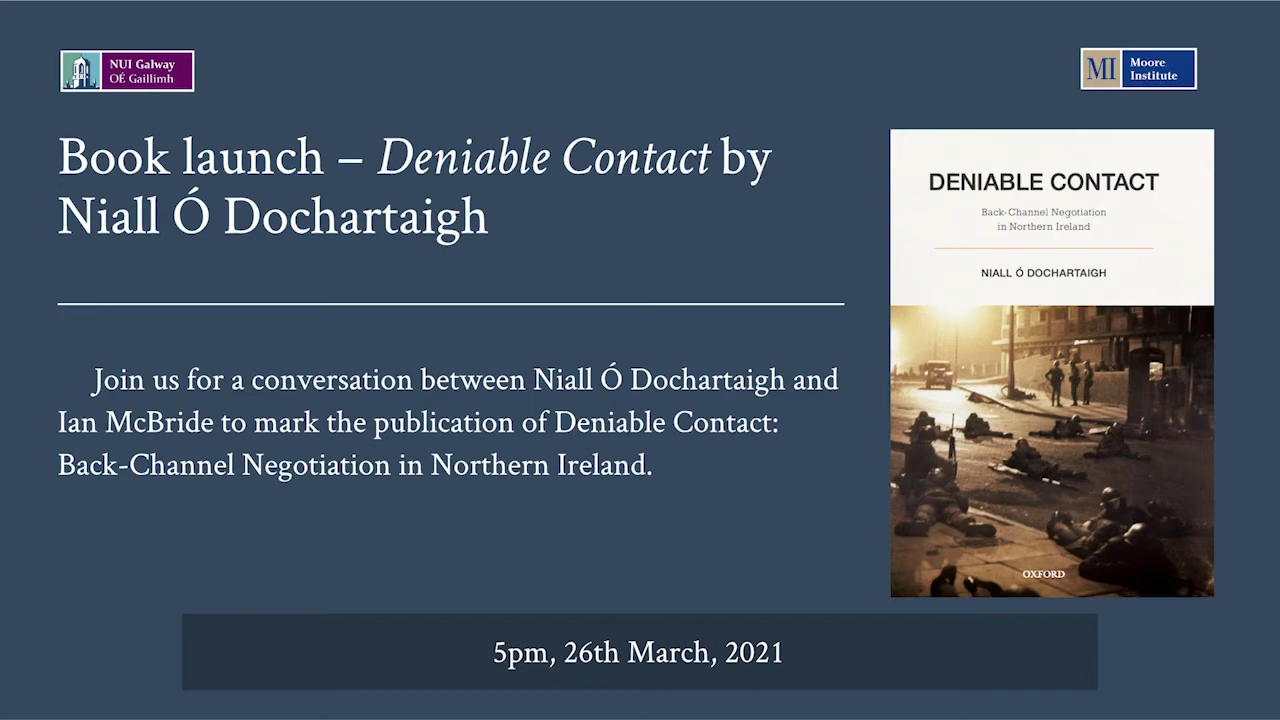 NUI Galway
OÉ Gaillimh
MI
Moore
Institute
Book launch – Deniable Contact by
Niall Ó Dochartaigh
Join us for a conversation between Niall Ó Dochartaigh and
Ian McBride to mark the publication of Deniable Contact:
Back-Channel Negotiation in Northern Ireland.
DENIABLE CONTACT
Back-Channel Negotiation
in Northern Ireland
NIALL Ó DOCHARTAIGH
OXFORD
5pm, 26th March, 2021